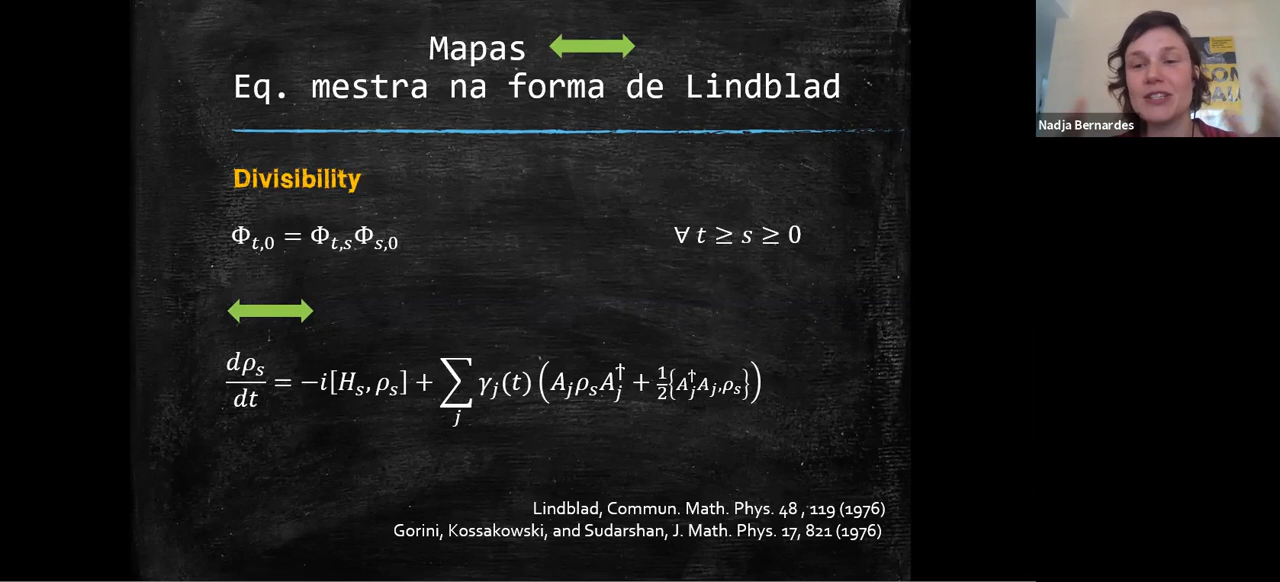 Mapas
Eq. mestra na forma de Lindblad
Divisibility
Φ_{t,0} = Φ_{t,s}Φ_{s,0} ∀ t ≥ s ≥ 0
dρ_s/dt = −i[H_s, ρ_s] + ∑_j γ_j(t) (A_j ρ_s A_j^† + ½{A_j^† A_j, ρ_s})
Lindblad, Commun. Math. Phys. 48 , 119 (1976)
Gorini, Kossakowski, and Sudarshan, J. Math. Phys. 17, 821 (1976)
Nadja Bernardes